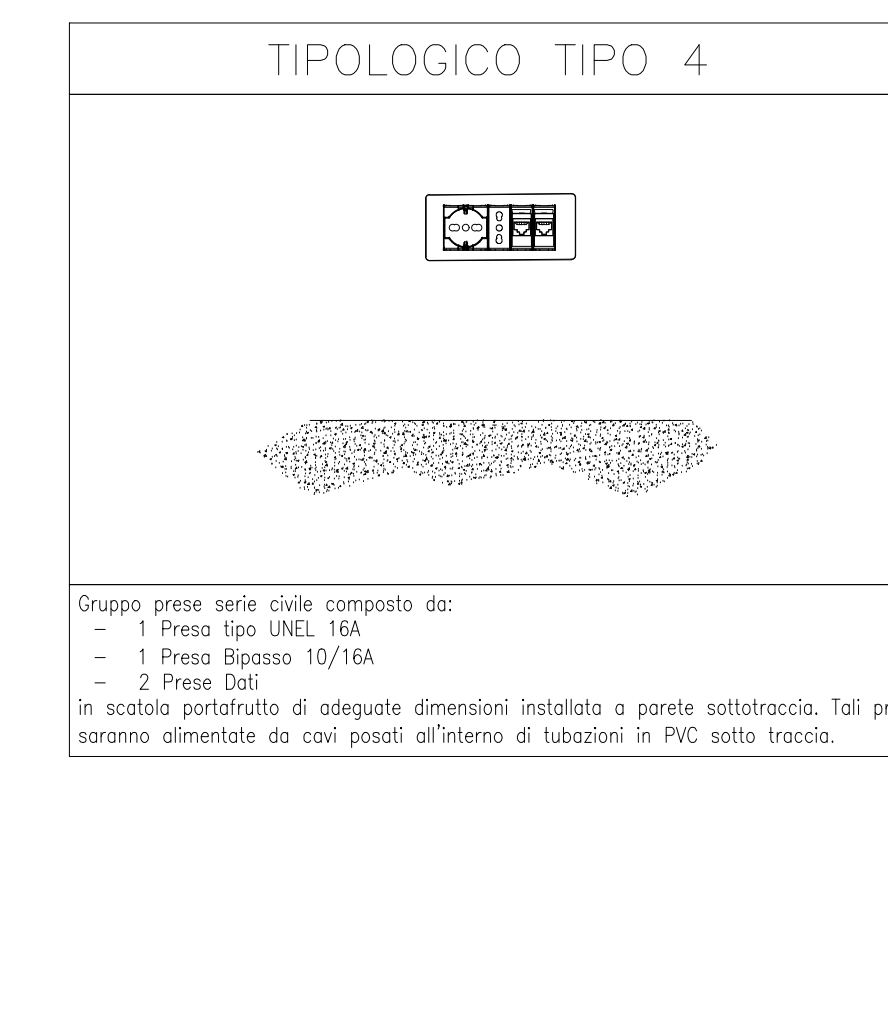 TIPOLOGICO TIPO 4
Gruppo prese serie civile composto da:
- 1 Presa tipo UNEL 16A
- 1 Presa Bipasso 10/16A
- 2 Prese Dati
in scatola portafrutto di adeguate dimensioni installata a parete sottotraccia. Tali pr
saranno alimentate da cavi posati all'interno di tubazioni in PVC sotto traccia.